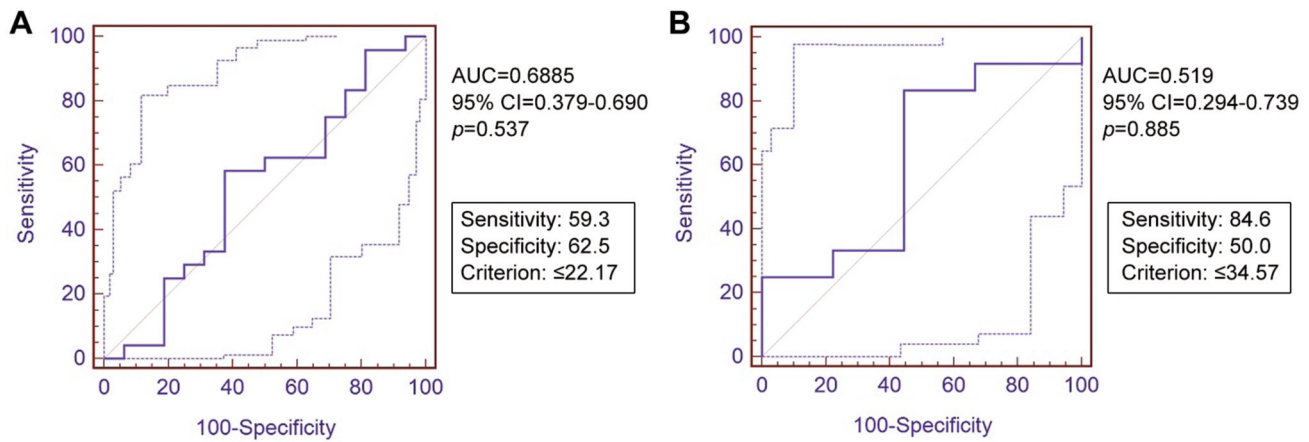 A
100
80
60
40
20
0
Sensitivity
0 20 40 60 80 100
100-Specificity
AUC=0.6885
95% CI=0.379-0.690
p=0.537
Sensitivity: 59.3
Specificity: 62.5
Criterion: ≤22.17
B
100
80
60
40
20
0
Sensitivity
0 20 40 60 80 100
100-Specificity
AUC=0.519
95% CI=0.294-0.739
p=0.885
Sensitivity: 84.6
Specificity: 50.0
Criterion: ≤34.57